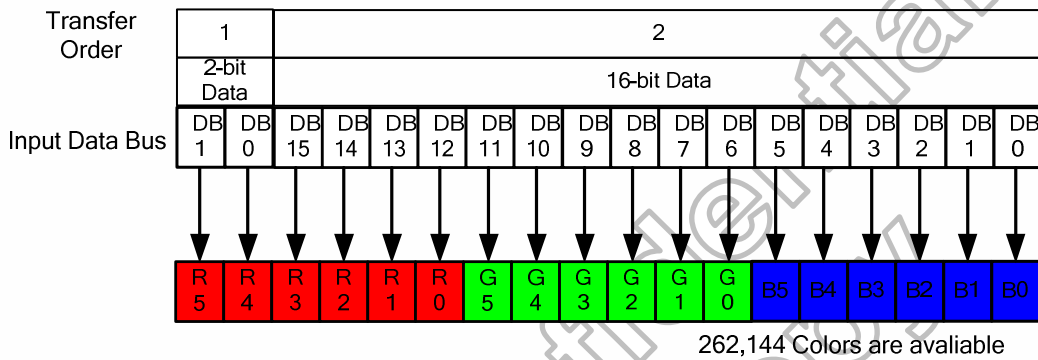 Transfer Order 1 2
2-bit Data 16-bit Data
Input Data Bus DB 1 DB 0 DB 15 DB 14 DB 13 DB 12 DB 11 DB 10 DB 9 DB 8 DB 7 DB 6 DB 5 DB 4 DB 3 DB 2 DB 1 DB 0
R 5 R 4 R 3 R 2 R 1 R 0 G 5 G 4 G 3 G 2 G 1 G 0 B5 B4 B3 B2 B1 B0
262,144 Colors are avaliable